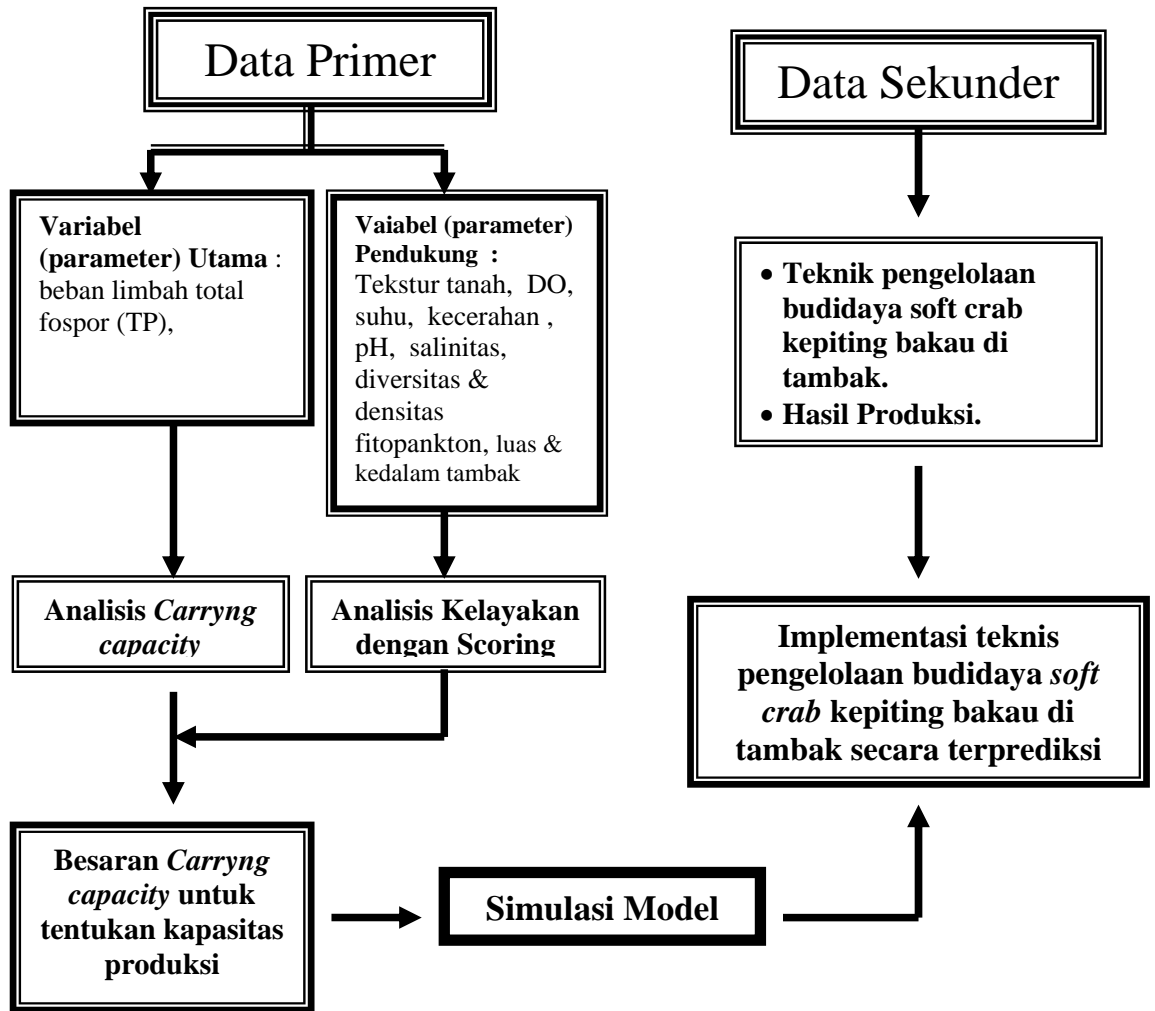 Data Primer
Data Sekunder
Variabel
(parameter) Utama :
beban limbah total
fospor (TP),
Vaiabel (parameter)
Pendukung :
Tekstur tanah, DO,
suhu, kecerahan ,
pH, salinitas,
diversitas &
densitas
fitopankton, luas &
kedalam tambak
• Teknik pengelolaan
budidaya soft crab
kepiting bakau di
tambak.
• Hasil Produksi.
Analisis Carryng
capacity
Analisis Kelayakan
dengan Scoring
Implementasi teknis
pengelolaan budidaya soft
crab kepiting bakau di
tambak secara terprediksi
Besaran Carryng
capacity untuk
tentukan kapasitas
produksi
Simulasi Model